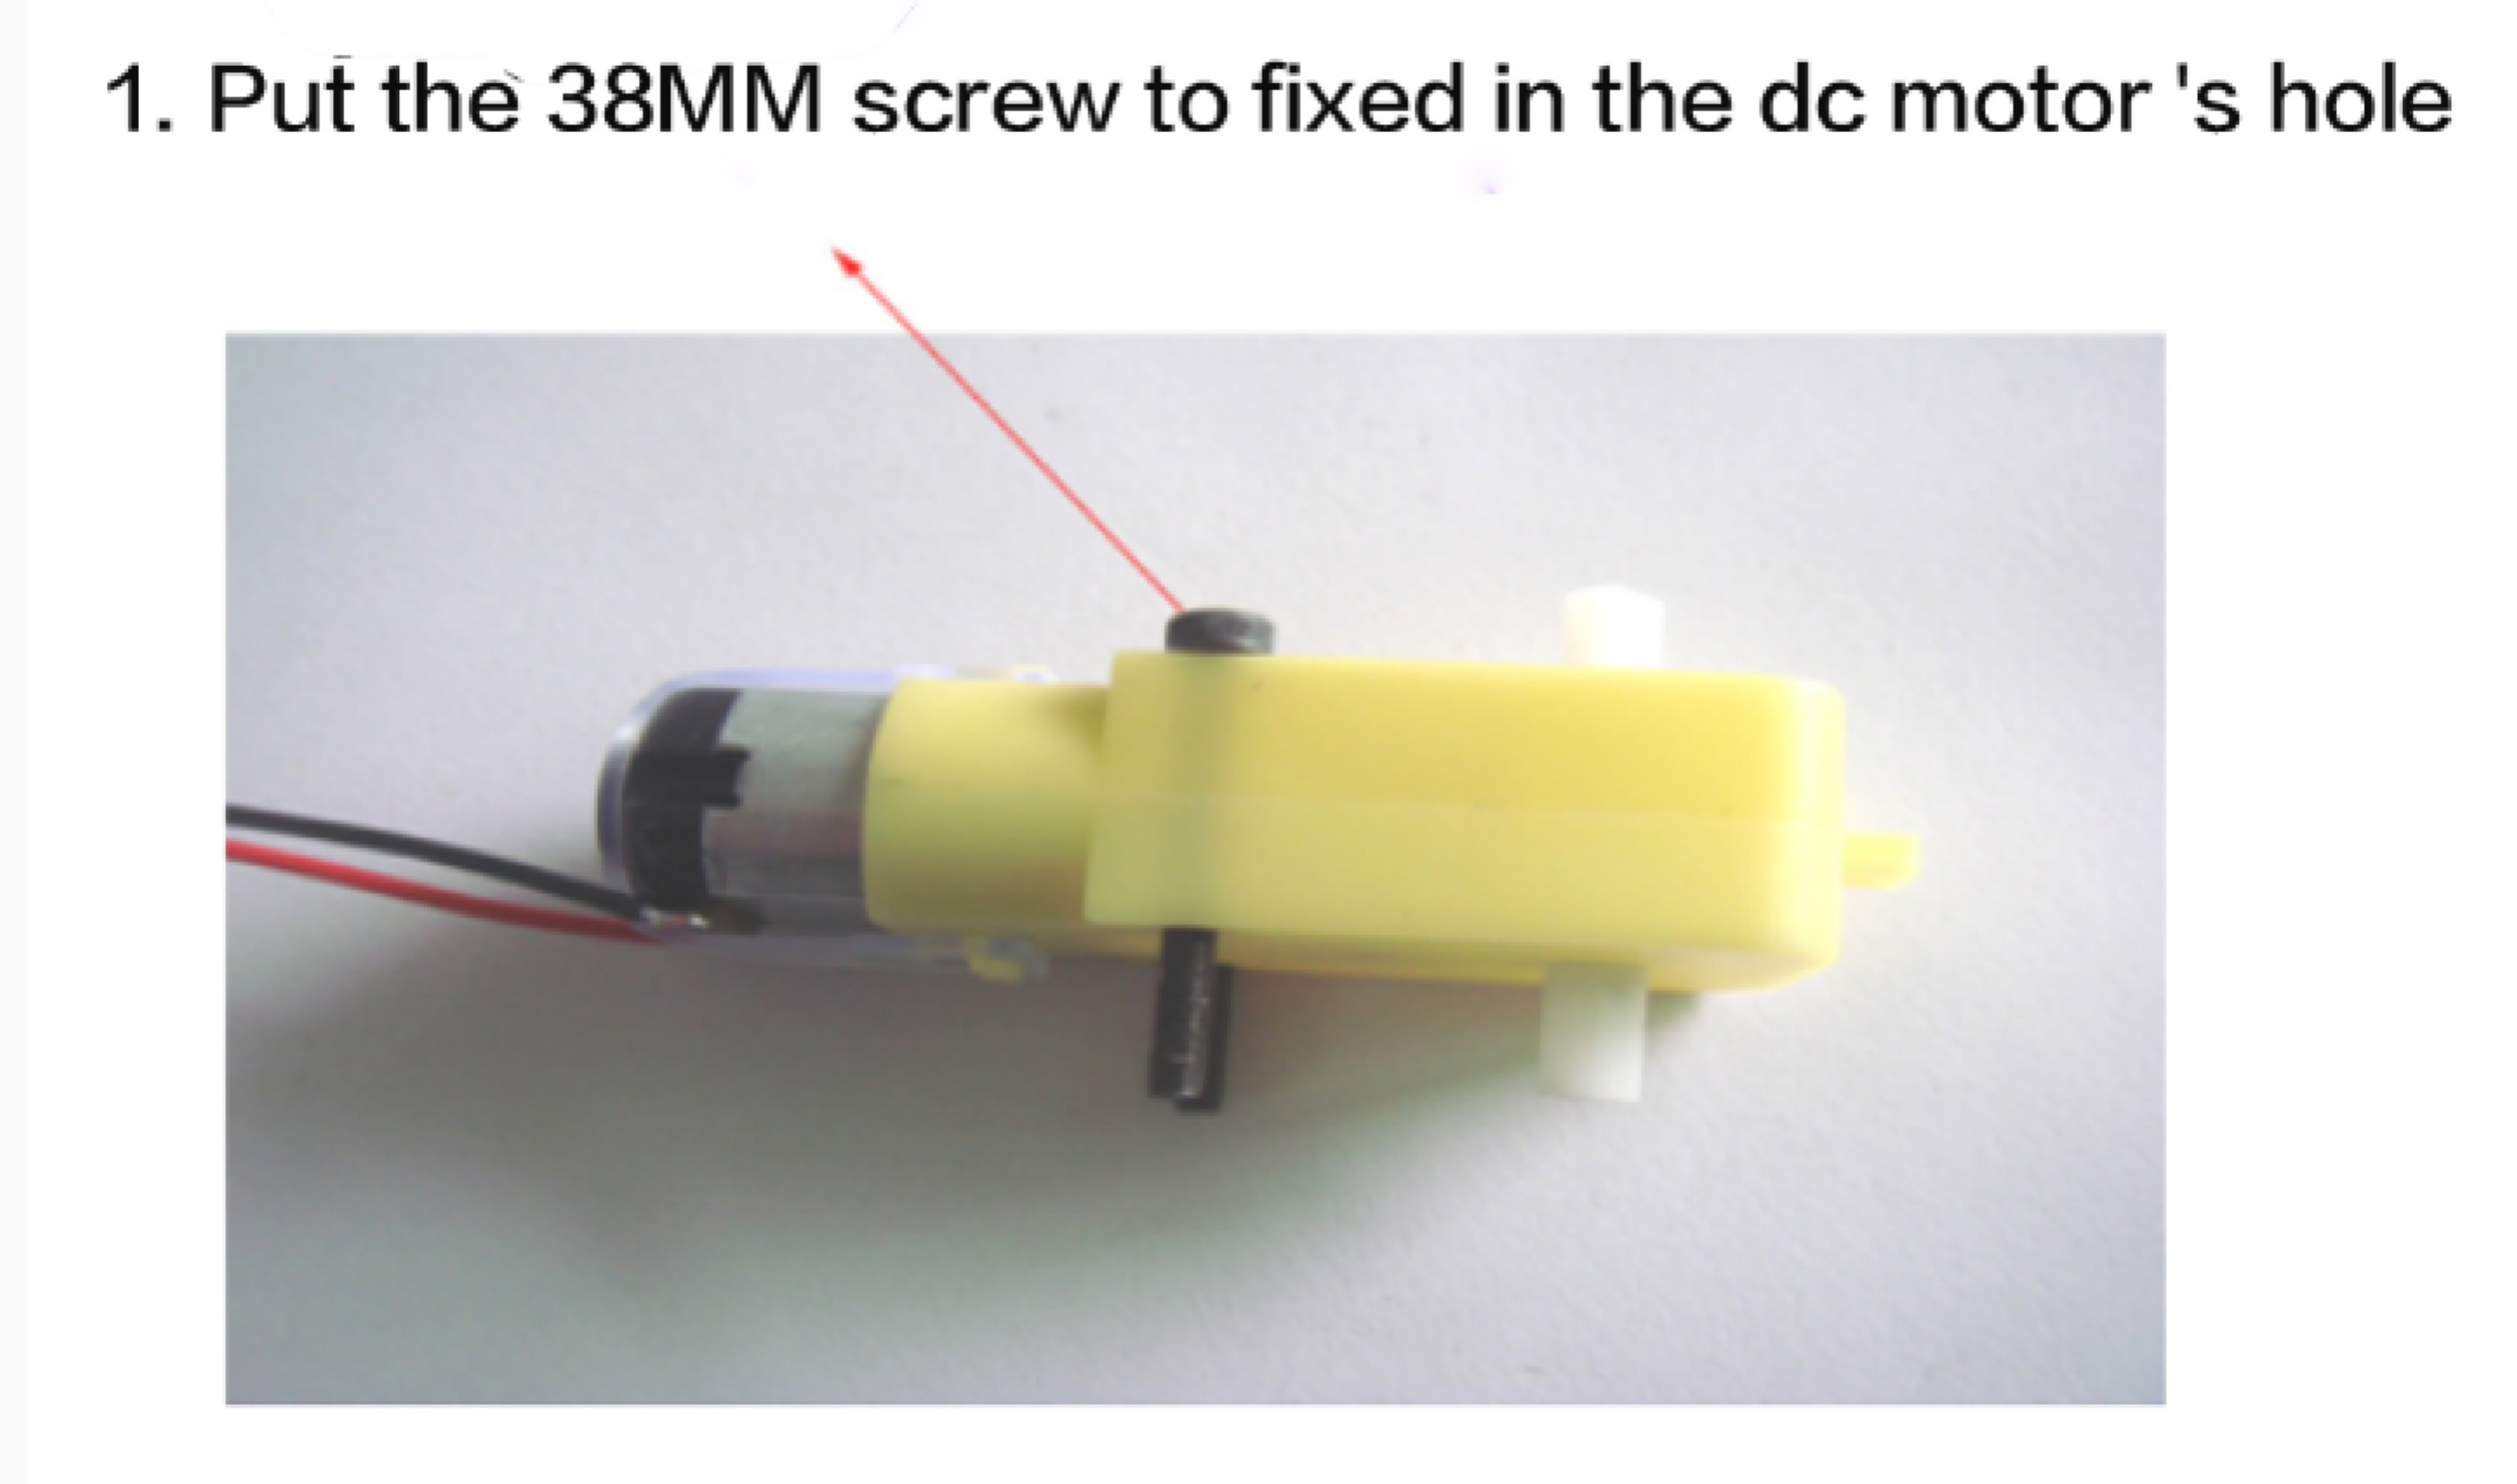 1. Put the 38MM screw to fixed in the dc motor 's hole